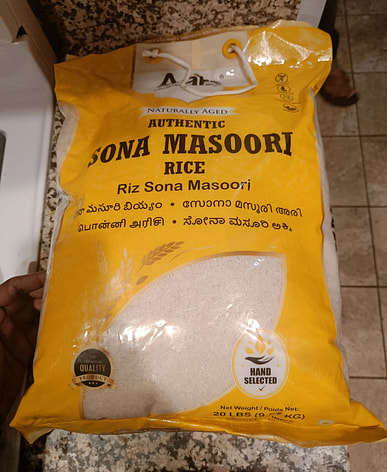 NATURALLY AGED
AUTHENTIC
SONA MASOORI
RICE
Riz Sona Masoori
మసూరి బియ్యం • സോനാ മസൂരി അരി
பொன்னி அரிசி • ಸೋನಾ ಮಸೂರಿ ಅಕ್ಕಿ
QUALITY
HAND
SELECTED
Net Weight / Poids Net:
20 LBS